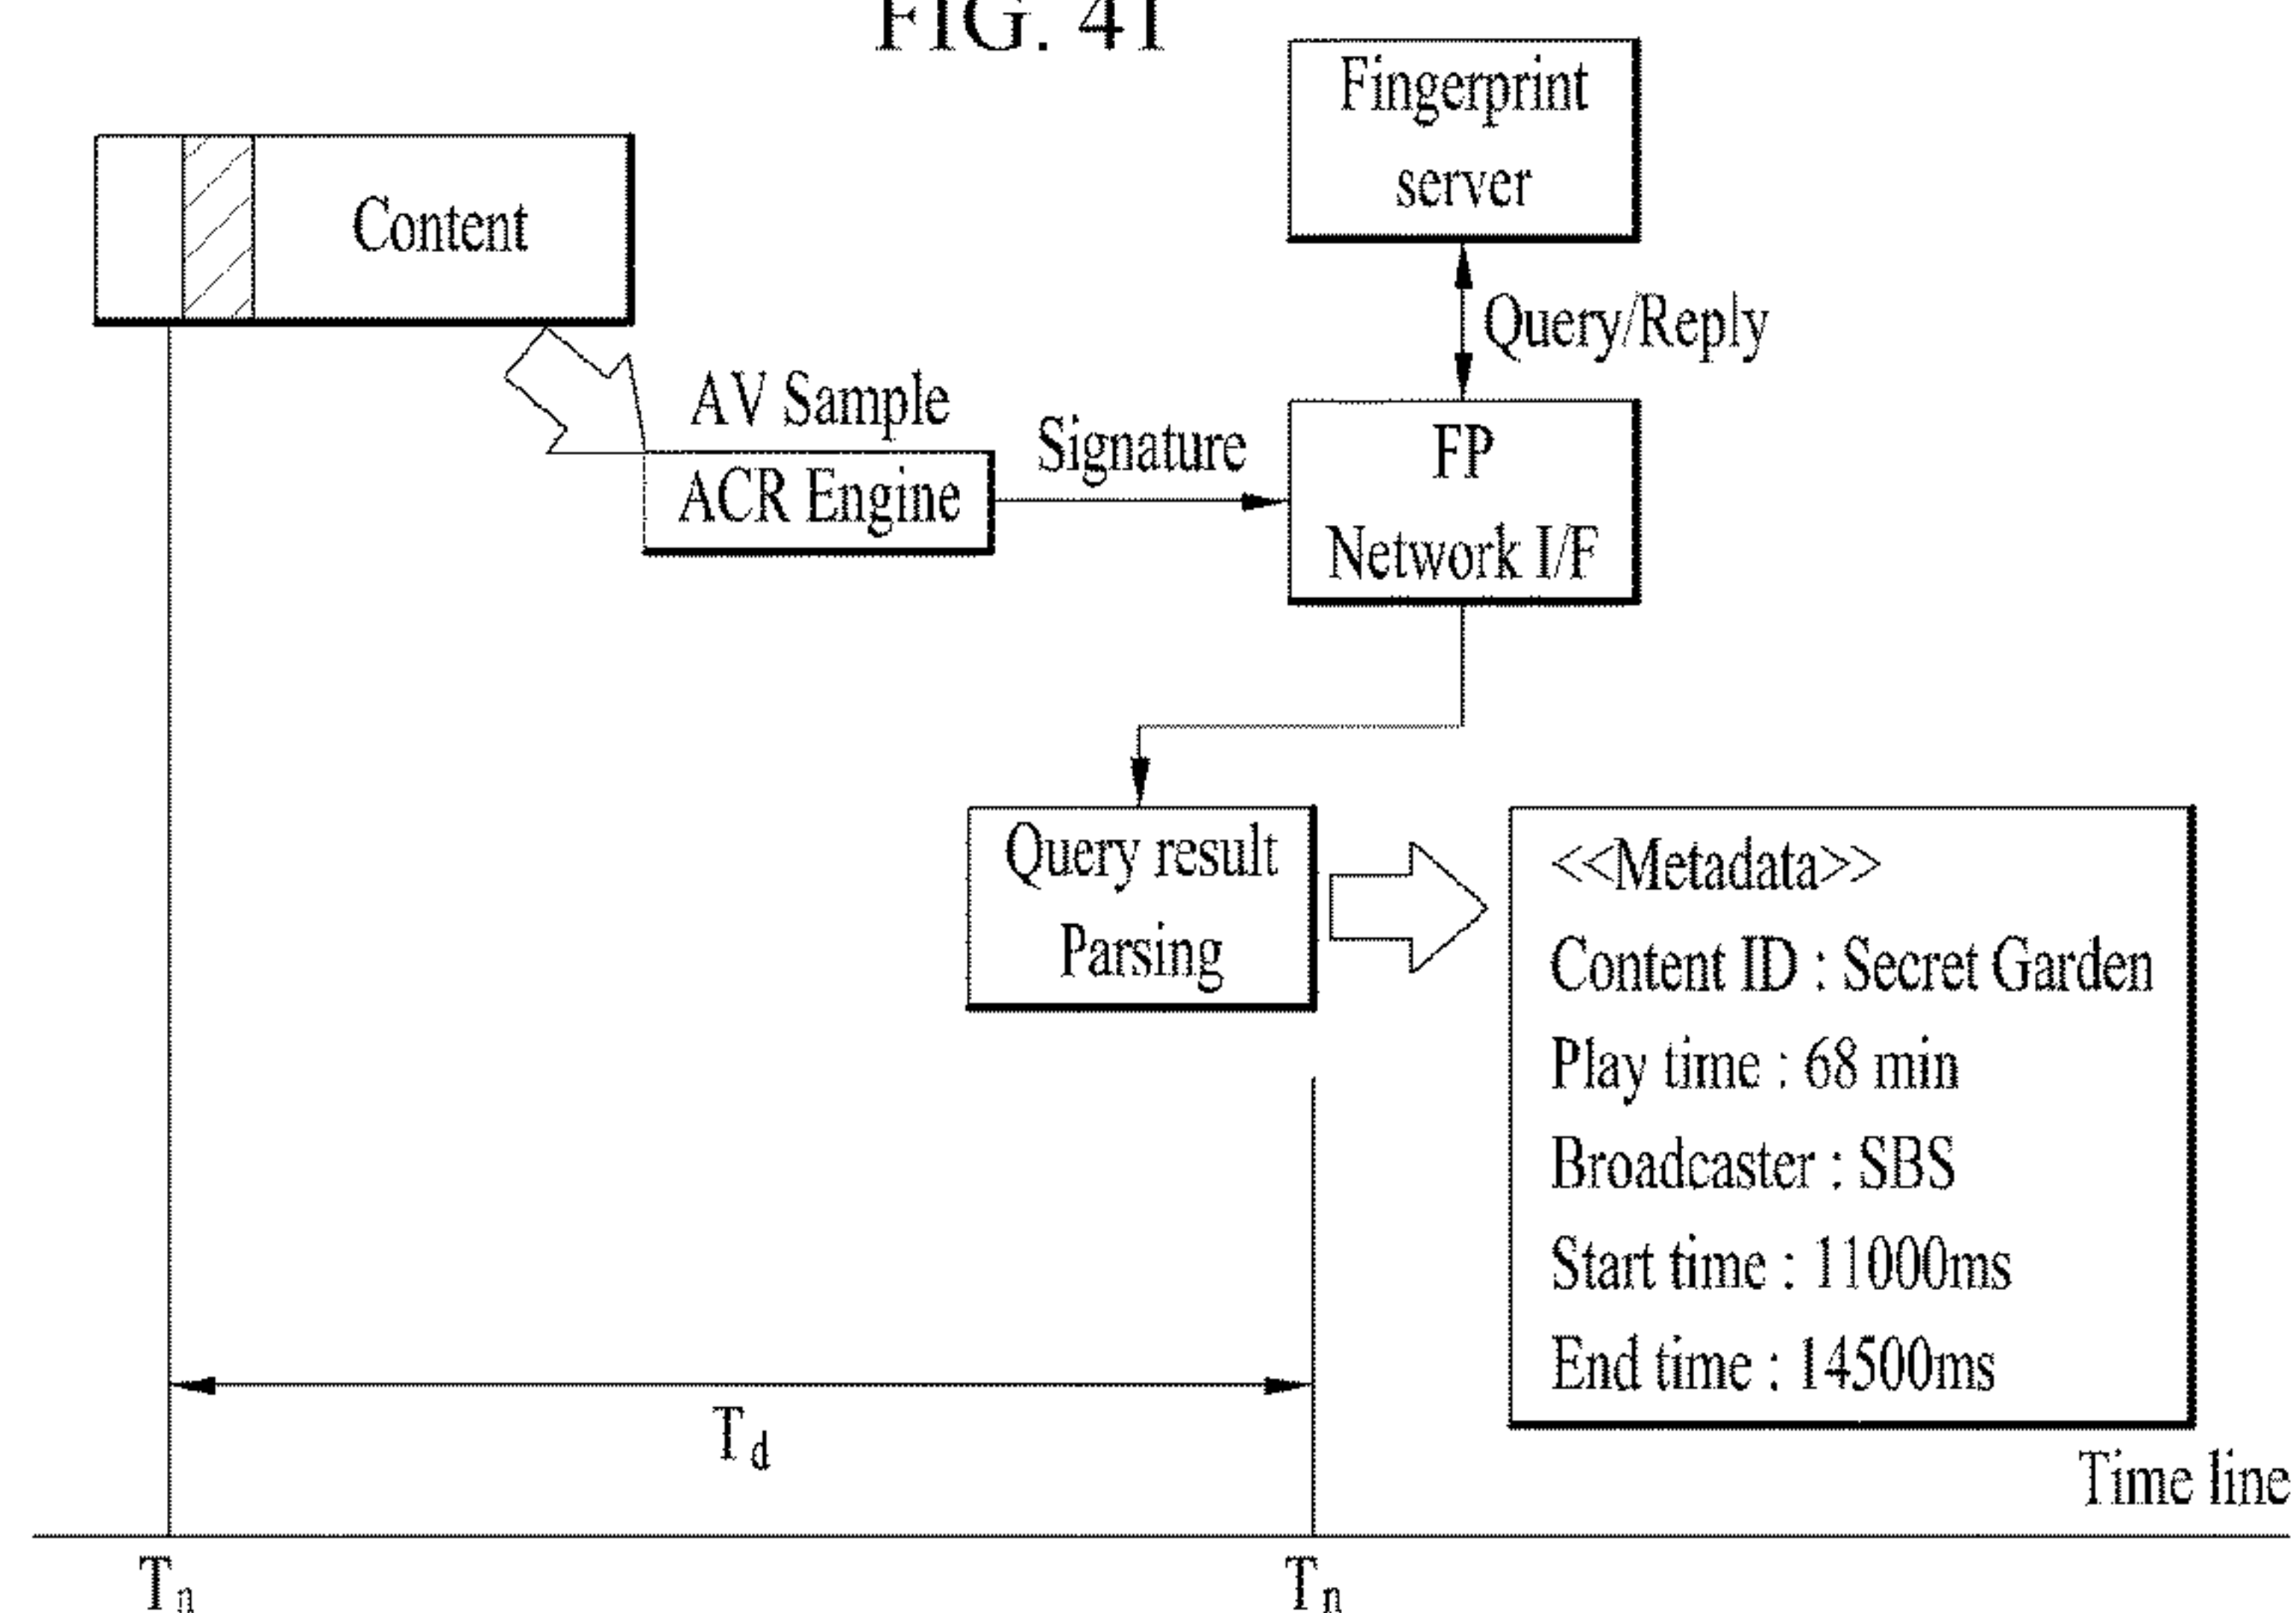 FIG. 41
Fingerprint
server
Content
Query/Reply
AV Sample
ACR Engine
Signature
FP
Network I/F
Query result
Parsing
<<Metadata>>
Content ID : Secret Garden
Play time : 68 min
Broadcaster : SBS
Start time : 11000ms
End time : 14500ms
Td
Time line
Tn
Tn